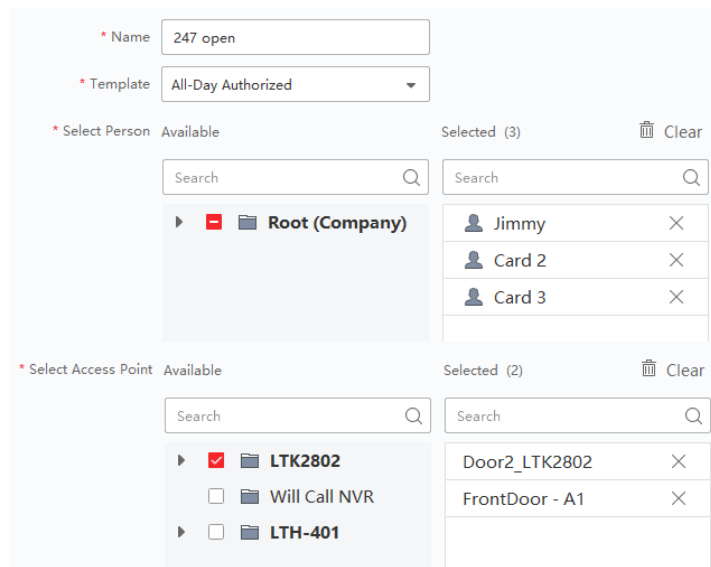 * Name 247 open
* Template All-Day Authorized
* Select Person Available Selected (3) Clear
Search Search
Root (Company) Jimmy
Card 2
Card 3
* Select Access Point Available Selected (2) Clear
Search Search
LTK2802 Door2_LTK2802
Will Call NVR FrontDoor - A1
LTH-401